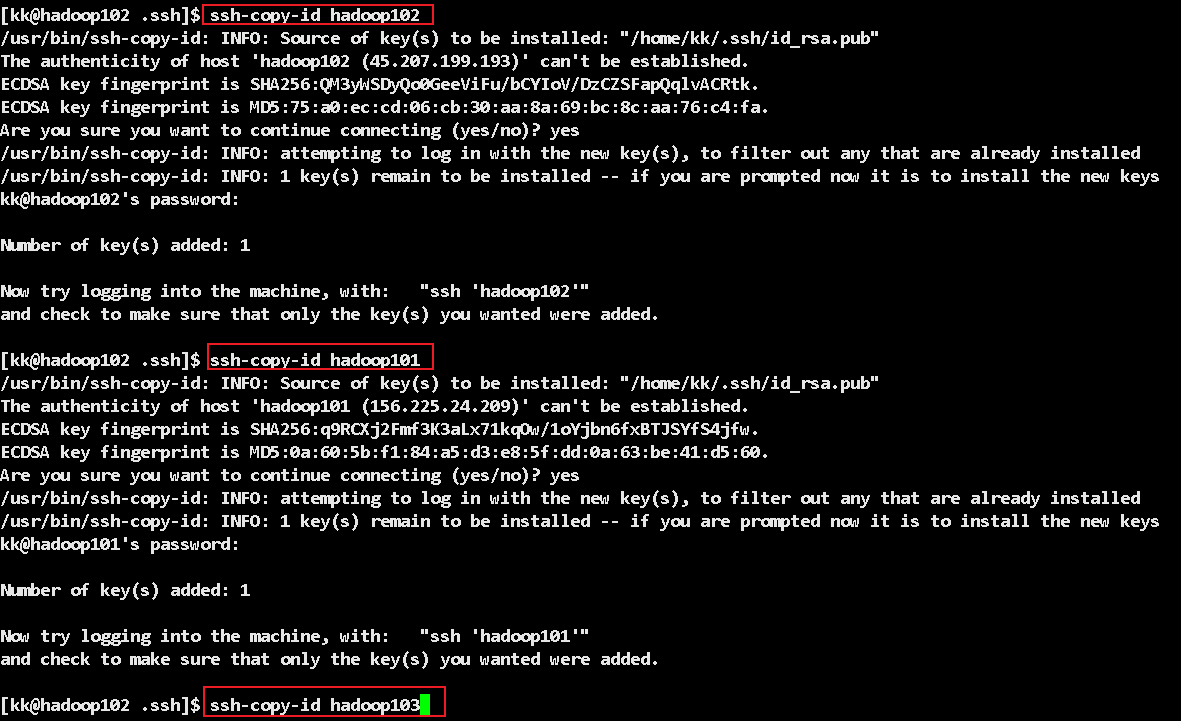 [kk@hadoop102 .ssh]$ ssh-copy-id hadoop102
/usr/bin/ssh-copy-id: INFO: Source of key(s) to be installed: "/home/kk/.ssh/id_rsa.pub"
The authenticity of host 'hadoop102 (45.207.199.193)' can't be established.
ECDSA key fingerprint is SHA256:QM3yWSDyQo0GeeViFu/bCYIoV/DzCZSFapQqlvACRtk.
ECDSA key fingerprint is MD5:75:a0:ec:cd:06:cb:30:aa:8a:69:bc:8c:aa:76:c4:fa.
Are you sure you want to continue connecting (yes/no)? yes
/usr/bin/ssh-copy-id: INFO: attempting to log in with the new key(s), to filter out any that are already installed
/usr/bin/ssh-copy-id: INFO: 1 key(s) remain to be installed -- if you are prompted now it is to install the new keys
kk@hadoop102's password:
Number of key(s) added: 1
Now try logging into the machine, with:   "ssh 'hadoop102'"
and check to make sure that only the key(s) you wanted were added.
[kk@hadoop102 .ssh]$ ssh-copy-id hadoop101
/usr/bin/ssh-copy-id: INFO: Source of key(s) to be installed: "/home/kk/.ssh/id_rsa.pub"
The authenticity of host 'hadoop101 (156.225.24.209)' can't be established.
ECDSA key fingerprint is SHA256:q9RCXj2Fmf3K3aLx71kqOw/1oYjbn6fxBTJSYfS4jfw.
ECDSA key fingerprint is MD5:0a:60:5b:f1:84:a5:d3:e8:5f:dd:0a:63:be:41:d5:60.
Are you sure you want to continue connecting (yes/no)? yes
/usr/bin/ssh-copy-id: INFO: attempting to log in with the new key(s), to filter out any that are already installed
/usr/bin/ssh-copy-id: INFO: 1 key(s) remain to be installed -- if you are prompted now it is to install the new keys
kk@hadoop101's password:
Number of key(s) added: 1
Now try logging into the machine, with:   "ssh 'hadoop101'"
and check to make sure that only the key(s) you wanted were added.
[kk@hadoop102 .ssh]$ ssh-copy-id hadoop103